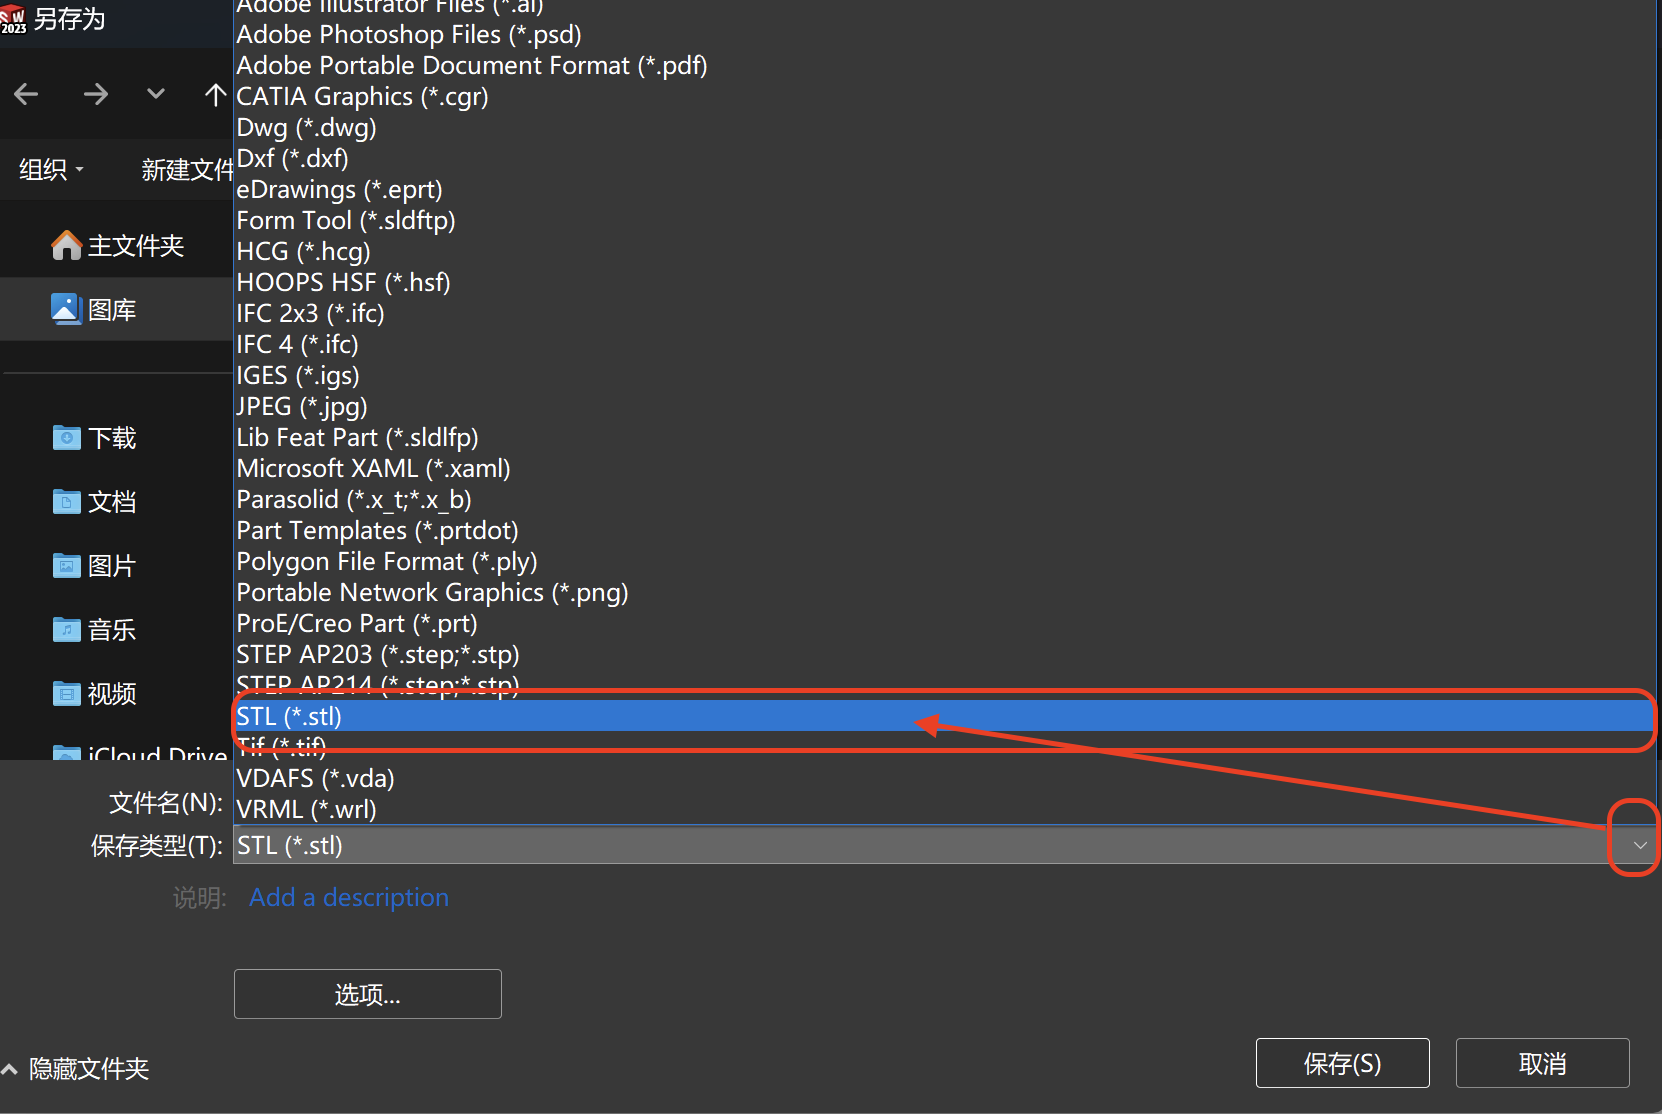 SW
2023
另存为
组织
新建文件
主文件夹
图库
下载
文档
图片
音乐
视频
iCloud Drive
Adobe Illustrator Files (*.ai)
Adobe Photoshop Files (*.psd)
Adobe Portable Document Format (*.pdf)
CATIA Graphics (*.cgr)
Dwg (*.dwg)
Dxf (*.dxf)
eDrawings (*.eprt)
Form Tool (*.sldftp)
HCG (*.hcg)
HOOPS HSF (*.hsf)
IFC 2x3 (*.ifc)
IFC 4 (*.ifc)
IGES (*.igs)
JPEG (*.jpg)
Lib Feat Part (*.sldlfp)
Microsoft XAML (*.xaml)
Parasolid (*.x_t;*.x_b)
Part Templates (*.prtdot)
Polygon File Format (*.ply)
Portable Network Graphics (*.png)
ProE/Creo Part (*.prt)
STEP AP203 (*.step;*.stp)
STEP AP214 (*.step;*.stp)
STL (*.stl)
Tif (*.tif)
VDAFS (*.vda)
VRML (*.wrl)
文件名(N):
保存类型(T): STL (*.stl)
说明: Add a description
选项...
隐藏文件夹
保存(S)
取消